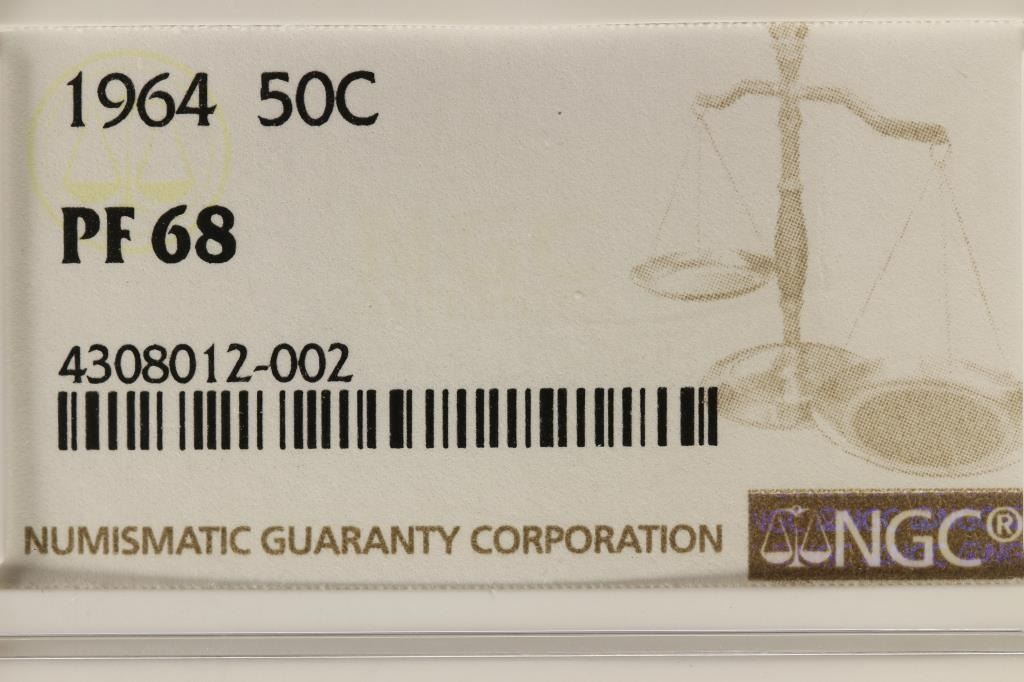 1964 50C
PF 68
4308012-002
NUMISMATIC GUARANTY CORPORATION
NGC®